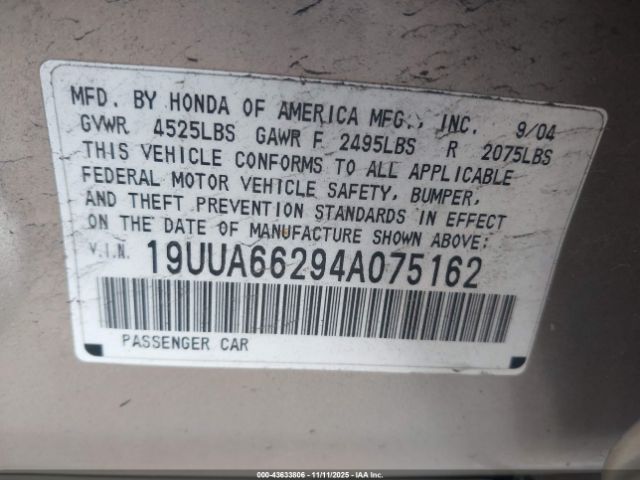 MFD. BY HONDA OF AMERICA MFG., INC. 9/04
GVWR 4525LBS GAWR F 2495LBS R 2075LBS
THIS VEHICLE CONFORMS TO ALL APPLICABLE
FEDERAL MOTOR VEHICLE SAFETY, BUMPER,
AND THEFT PREVENTION STANDARDS IN EFFECT
ON THE DATE OF MANUFACTURE SHOWN ABOVE:
V.I.N. 19UUA66294A075162
PASSENGER CAR
000-43633806 - 11/11/2025 - IAAI.COM